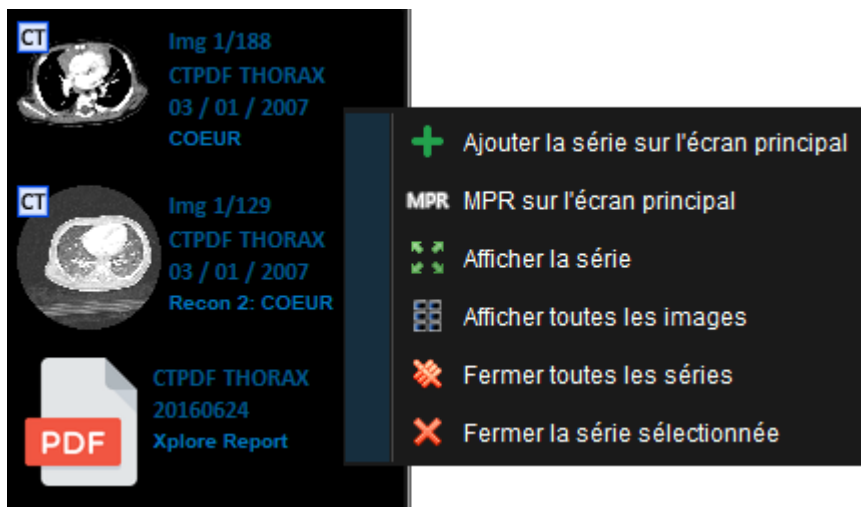 CT
Img 1/188
CTPDF THORAX
03 / 01 / 2007
COEUR
CT
Img 1/129
CTPDF THORAX
03 / 01 / 2007
Recon 2: COEUR
PDF
CTPDF THORAX
20160624
Xplore Report
Ajouter la série sur l'écran principal
MPR MPR sur l'écran principal
Afficher la série
Afficher toutes les images
Fermer toutes les séries
Fermer la série sélectionnée